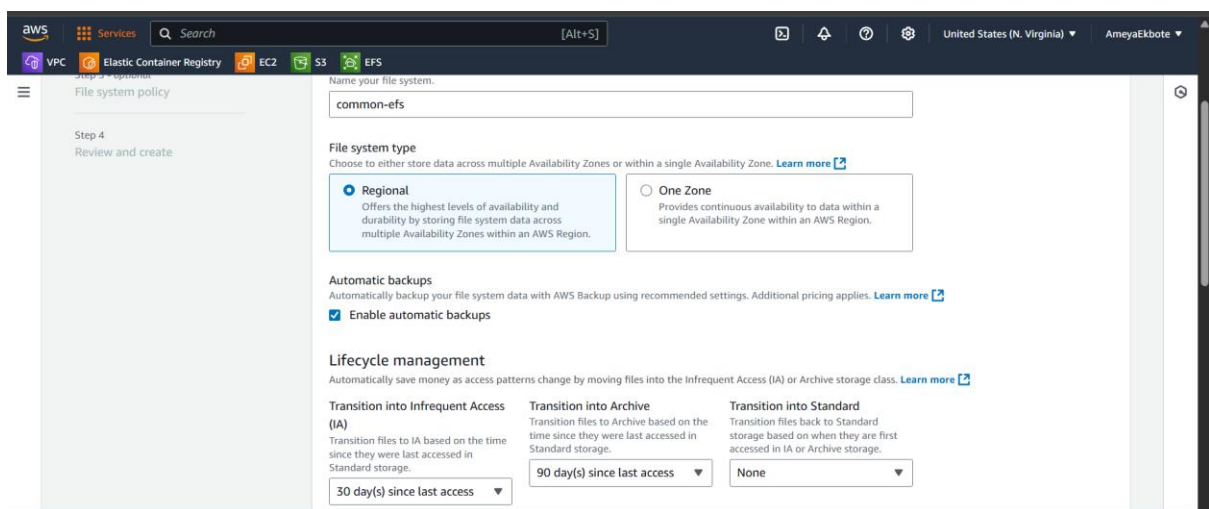 aws Services Search [Alt+S] United States (N. Virginia) AmeyaEkbote
VPC Elastic Container Registry EC2 S3 EFS
Step 3 - optional
File system policy
Step 4
Review and create
Name your file system.
common-efs
File system type
Choose to either store data across multiple Availability Zones or within a single Availability Zone. Learn more
Regional
Offers the highest levels of availability and
durability by storing file system data across
multiple Availability Zones within an AWS Region.
One Zone
Provides continuous availability to data within a
single Availability Zone within an AWS Region.
Automatic backups
Automatically backup your file system data with AWS Backup using recommended settings. Additional pricing applies. Learn more
Enable automatic backups
Lifecycle management
Automatically save money as access patterns change by moving files into the Infrequent Access (IA) or Archive storage class. Learn more
Transition into Infrequent Access
(IA)
Transition files to IA based on the time
since they were last accessed in
Standard storage.
30 day(s) since last access
Transition into Archive
Transition files to Archive based on the
time since they were last accessed in
Standard storage.
90 day(s) since last access
Transition into Standard
Transition files back to Standard
storage based on when they are first
accessed in IA or Archive storage.
None